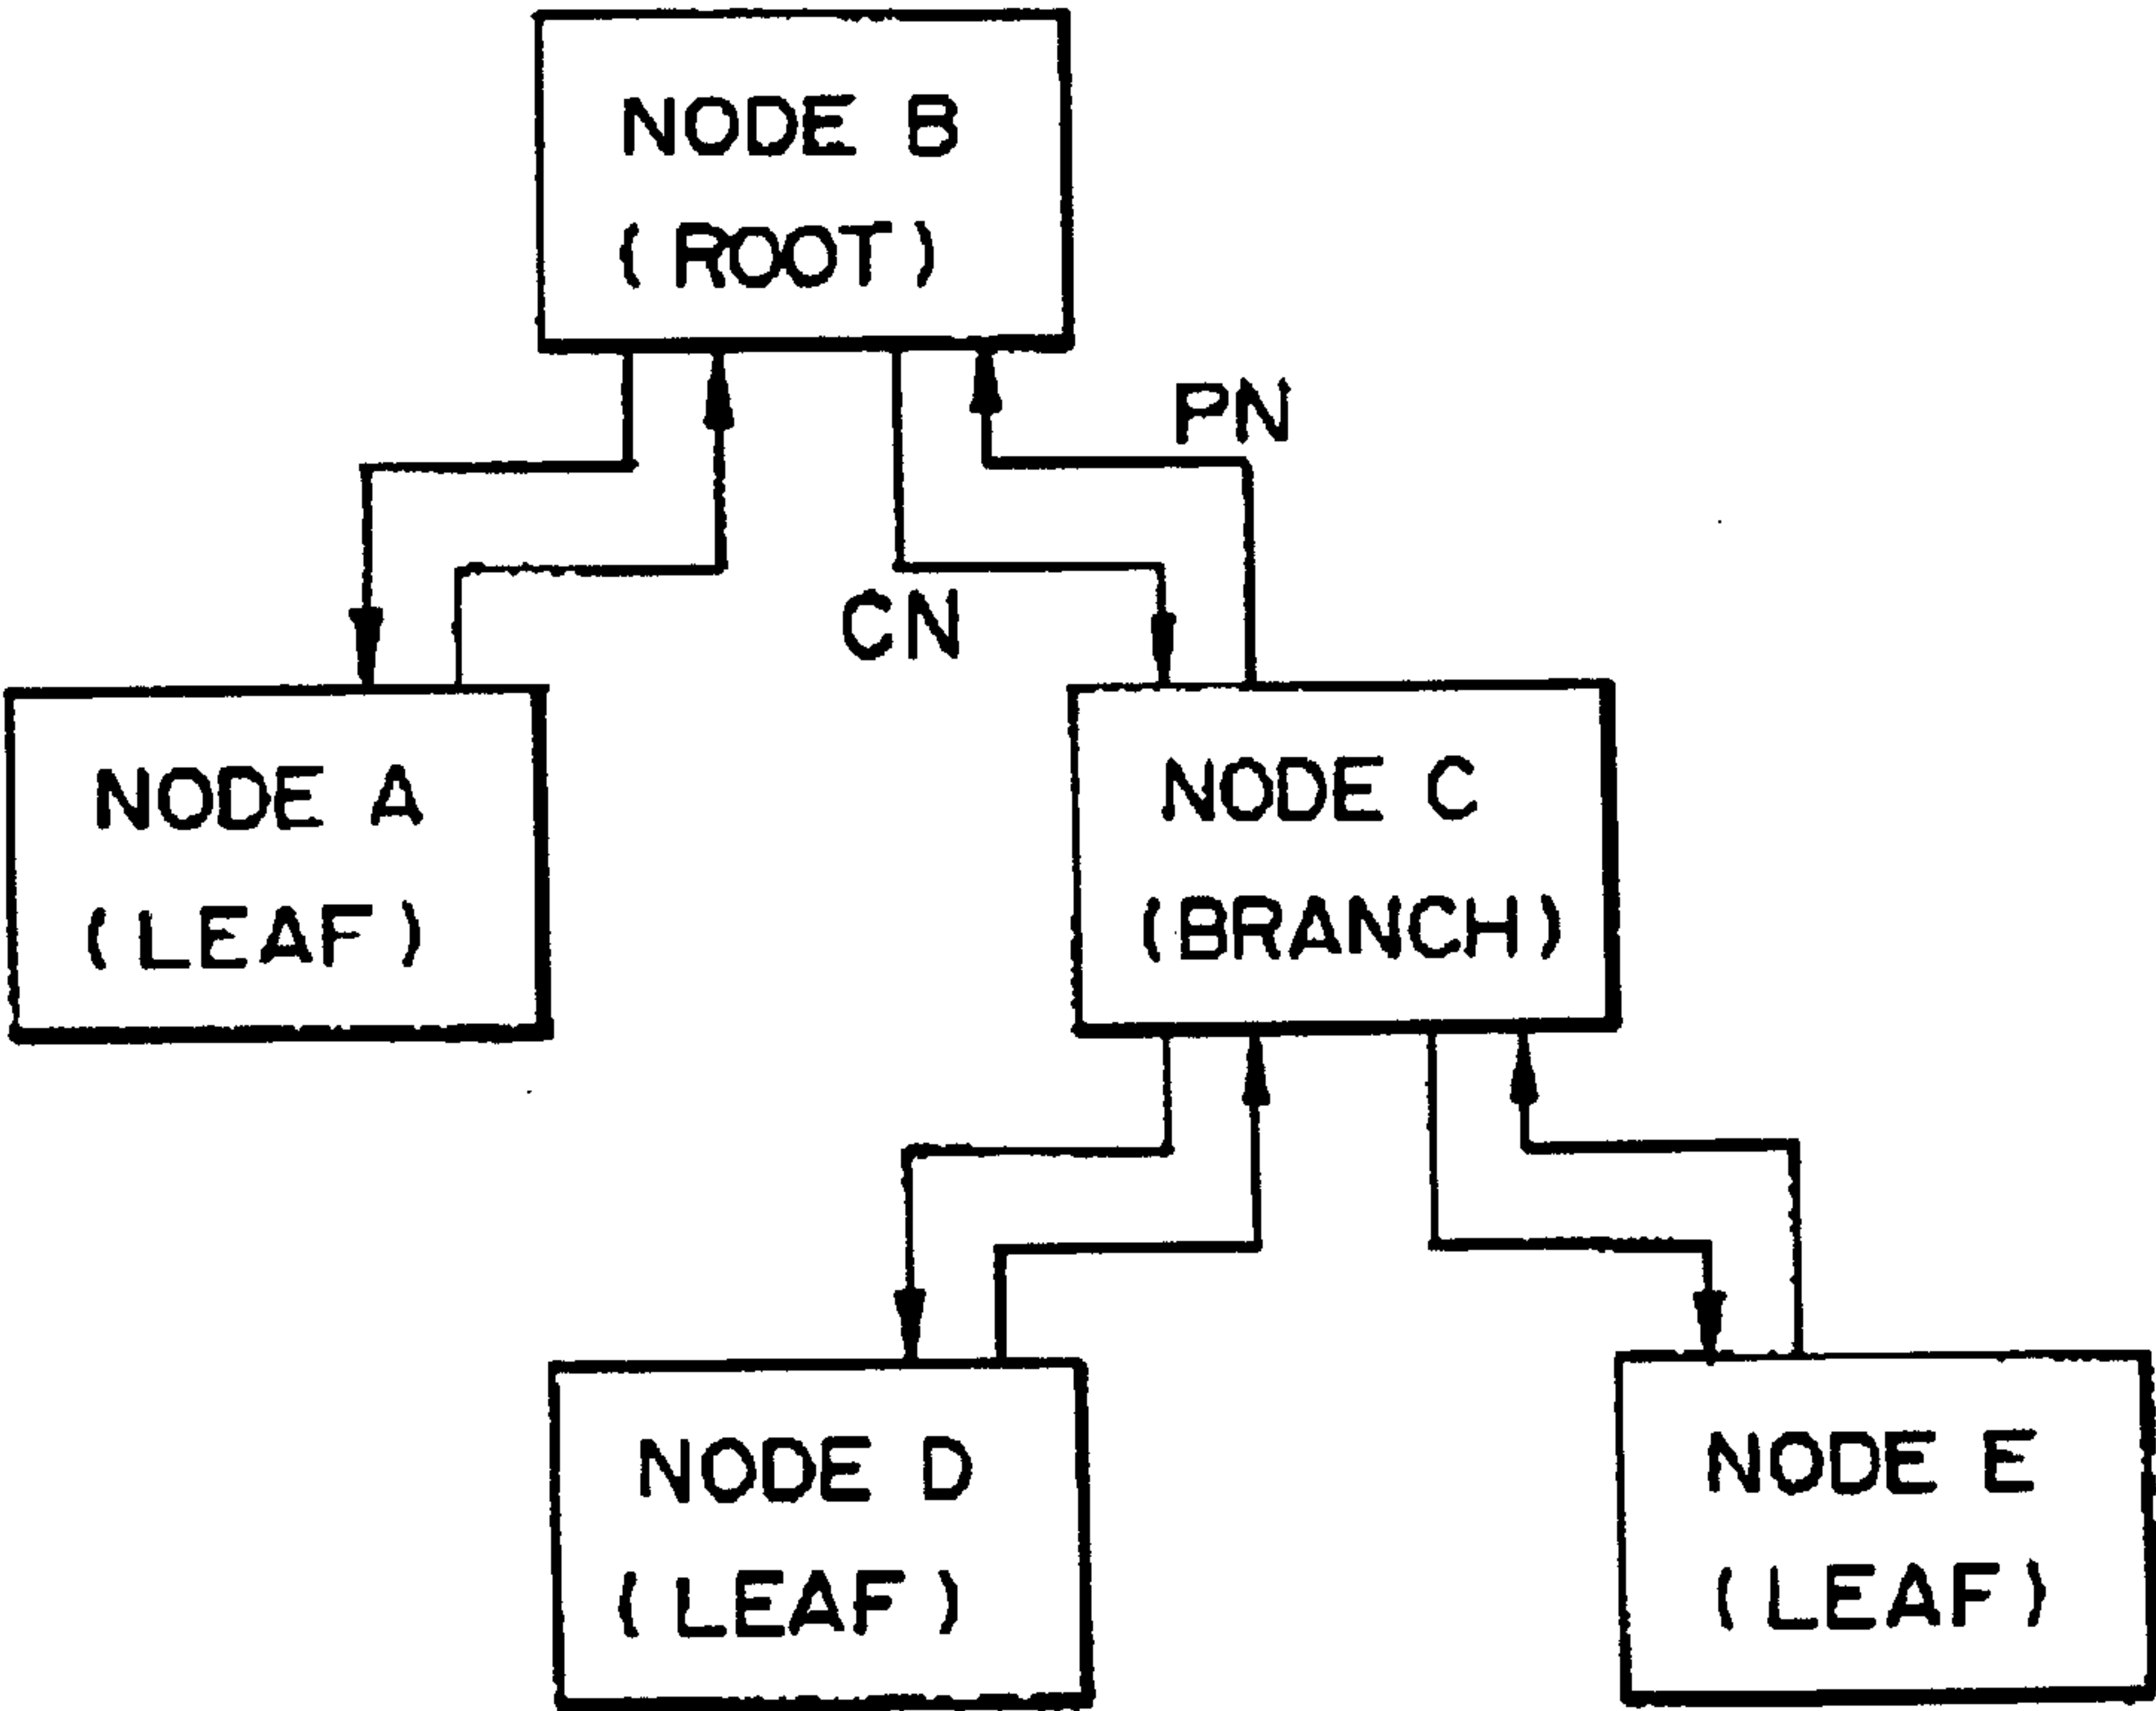 NODE B
(ROOT)
PN
CN
NODE A
(LEAF)
NODE C
(BRANCH)
NODE D
(LEAF)
NODE E
(LEAF)